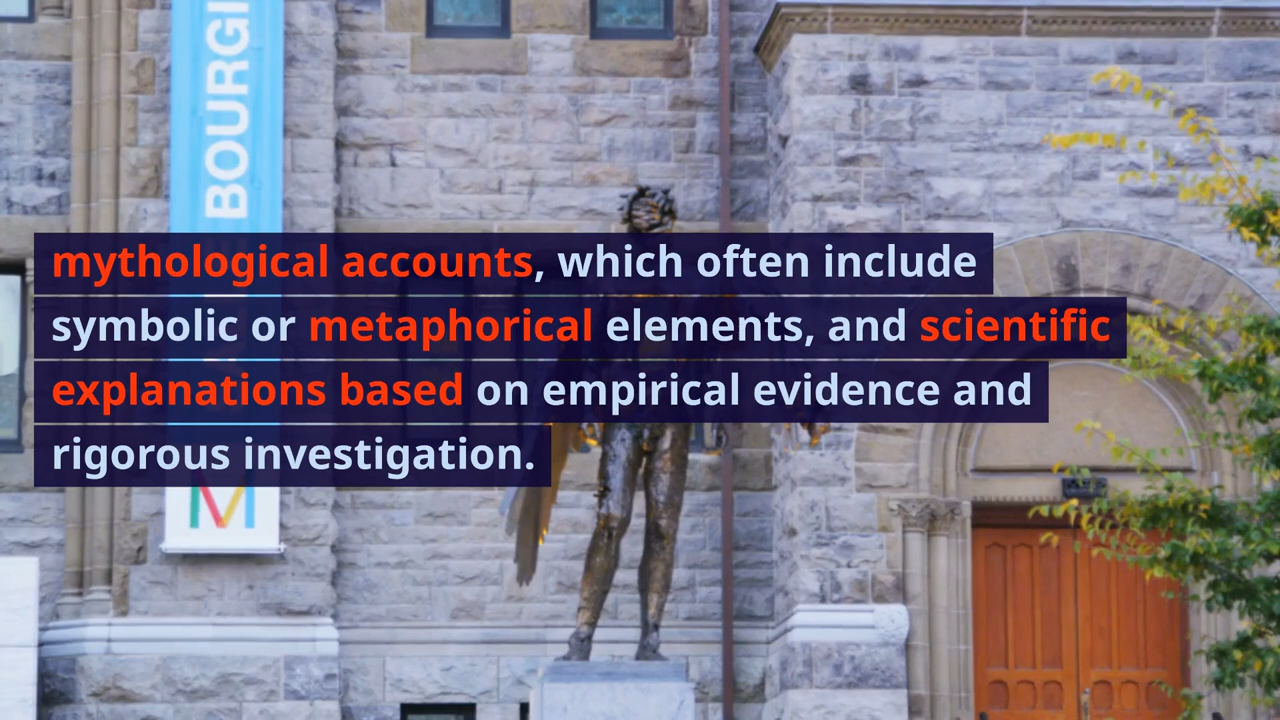 BOURGI
mythological accounts, which often include
symbolic or metaphorical elements, and scientific
explanations based on empirical evidence and
rigorous investigation.
M